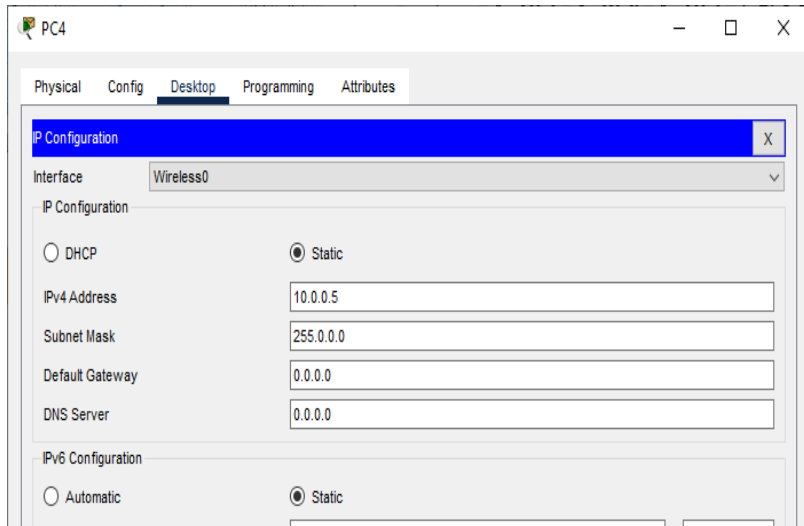 PC4
Physical Config Desktop Programming Attributes
IP Configuration X
Interface Wireless0
IP Configuration
DHCP Static
IPv4 Address 10.0.0.5
Subnet Mask 255.0.0.0
Default Gateway 0.0.0.0
DNS Server 0.0.0.0
IPv6 Configuration
Automatic Static